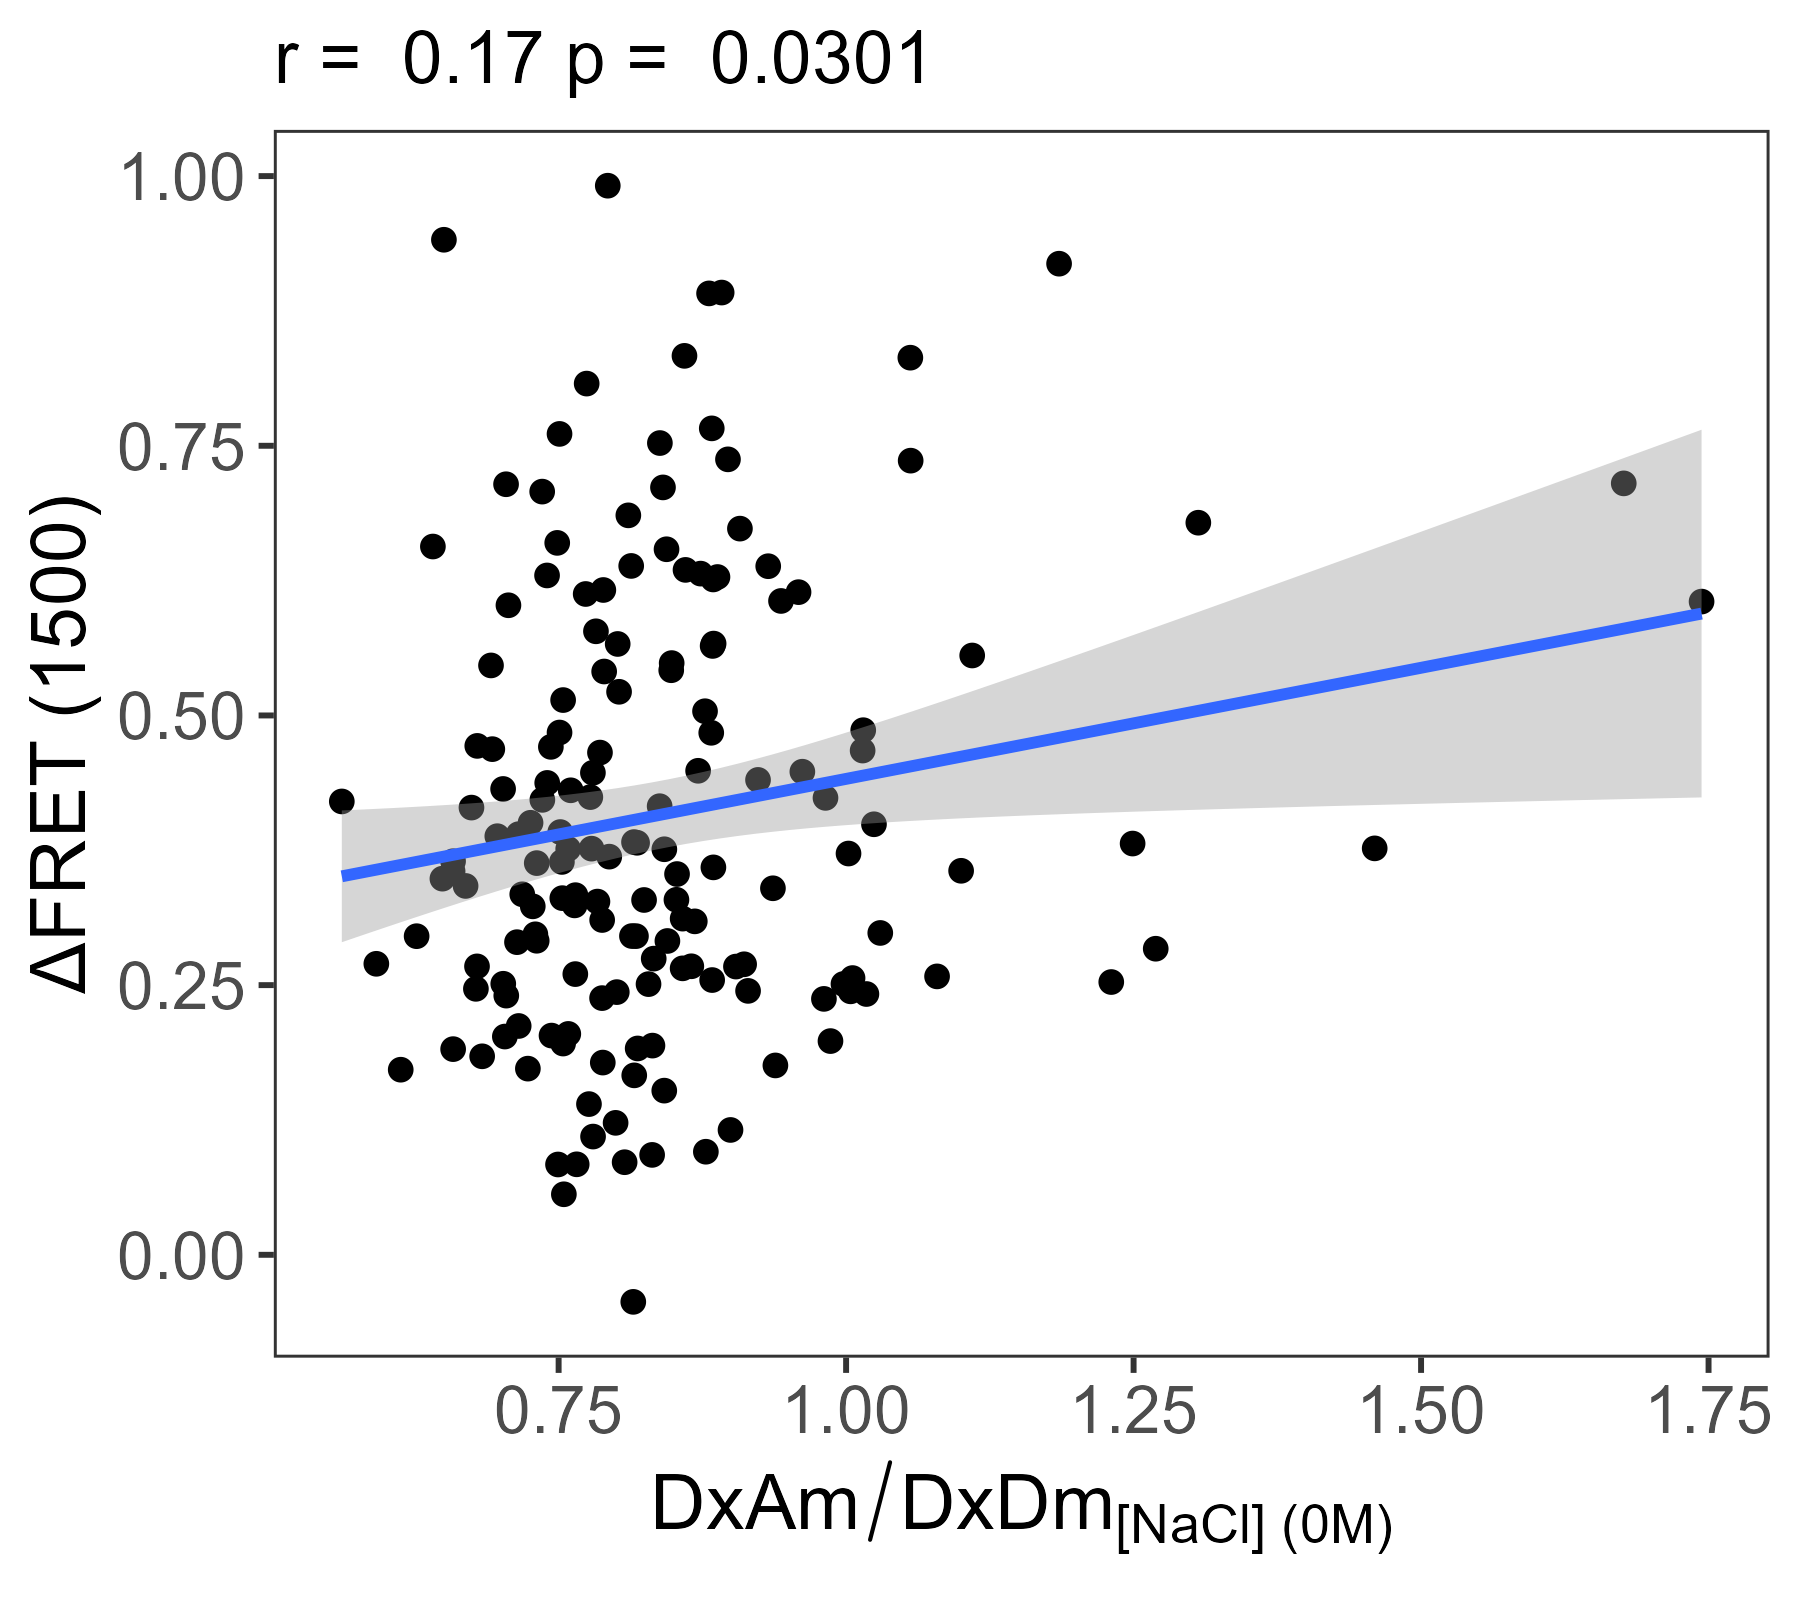 r = 0.17 p = 0.0301
1.00
0.75
0.50
0.25
0.00
ΔFRET (1500)
0.75 1.00 1.25 1.50 1.75
DxAm/DxDm[NaCl] (0M)